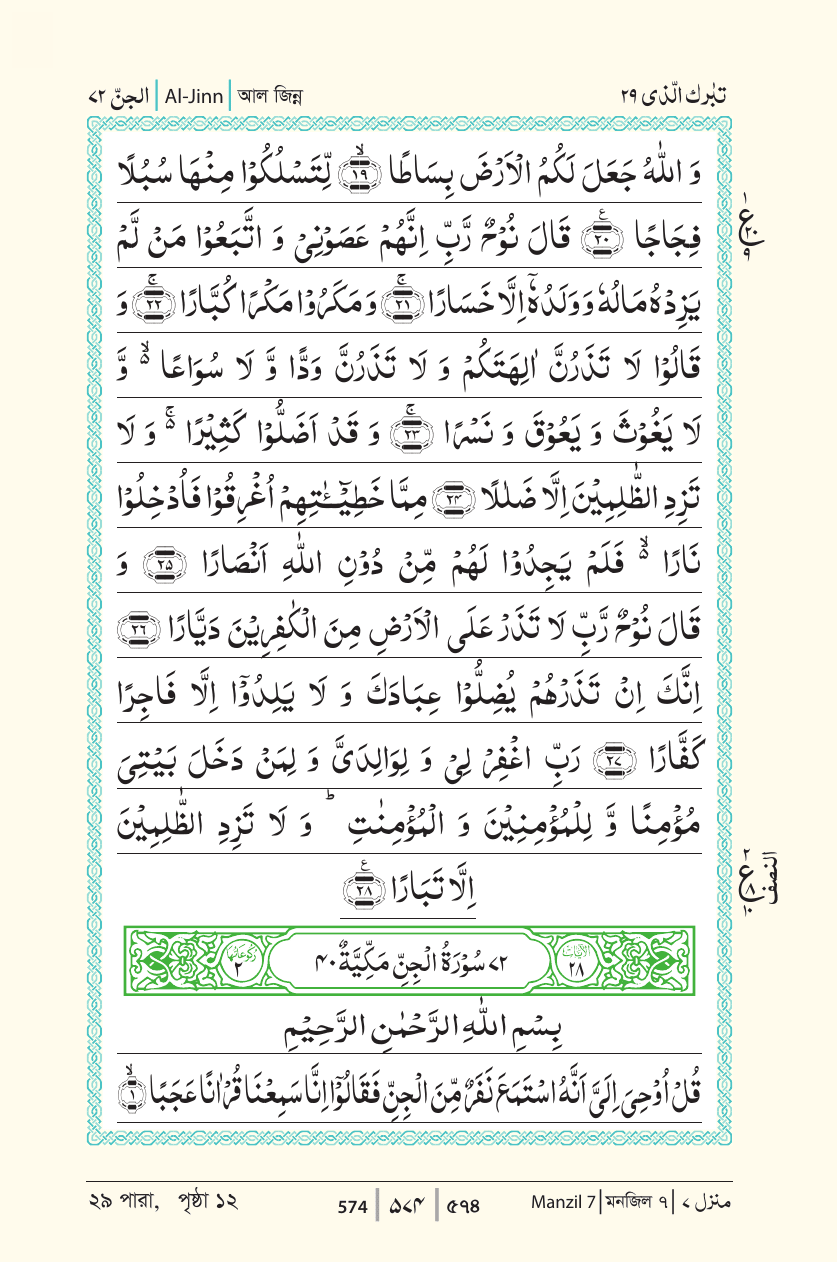 الجنّ ۷۲ | Al-Jinn | আল জিন্ন
تبٰرك الّذی ۲۹
وَ اللّٰهُ جَعَلَ لَكُمُ الْاَرْضَ بِسَاطًا ۙ‏﴿۱۹﴾ لِّتَسْلُكُوْا مِنْهَا سُبُلًا
فِجَاجًا ﴿۲۰﴾ ع قَالَ نُوْحٌ رَّبِّ اِنَّهُمْ عَصَوْنِیْ وَ اتَّبَعُوْا مَنْ لَّمْ
یَزِدْهُ مَالُهٗ وَ وَلَدُهٗۤ اِلَّا خَسَارًا ۚ﴿۲۱﴾ وَ مَكَرُوْا مَكْرًا كُبَّارًا ۚ﴿۲۲﴾ وَ
قَالُوْا لَا تَذَرُنَّ اٰلِهَتَكُمْ وَ لَا تَذَرُنَّ وَدًّا وَّ لَا سُوَاعًا ۬ۙ وَّ
لَا یَغُوْثَ وَ یَعُوْقَ وَ نَسْرًا ۚ﴿۲۳﴾ وَ قَدْ اَضَلُّوْا كَثِیْرًا ۬ۚ وَ لَا
تَزِدِ الظّٰلِمِیْنَ اِلَّا ضَلٰلًا ﴿۲۴﴾ مِمَّا خَطِیْٓـٰٔتِهِمْ اُغْرِقُوْا فَاُدْخِلُوْا
نَارًا ۬ۙ فَلَمْ یَجِدُوْا لَهُمْ مِّنْ دُوْنِ اللّٰهِ اَنْصَارًا ﴿۲۵﴾ وَ
قَالَ نُوْحٌ رَّبِّ لَا تَذَرْ عَلَی الْاَرْضِ مِنَ الْكٰفِرِیْنَ دَیَّارًا ﴿۲۶﴾
اِنَّكَ اِنْ تَذَرْهُمْ یُضِلُّوْا عِبَادَكَ وَ لَا یَلِدُوْۤا اِلَّا فَاجِرًا
كَفَّارًا ﴿۲۷﴾ رَبِّ اغْفِرْ لِیْ وَ لِوَالِدَیَّ وَ لِمَنْ دَخَلَ بَیْتِیَ
مُؤْمِنًا وَّ لِلْمُؤْمِنِیْنَ وَ الْمُؤْمِنٰتِ ؕ وَ لَا تَزِدِ الظّٰلِمِیْنَ
اِلَّا تَبَارًا ﴿۲۸﴾ ع
ع ۱ ۲۰ ۹
ع ۲ ۸ ۱۰ النصف
اٰیَاتُهَا ۲۸
۷۲ سُوْرَةُ الْجِنِّ مَكِّیَّةٌ ۴۰
رُكُوْعَاتُهَا ۲
بِسْمِ اللّٰهِ الرَّحْمٰنِ الرَّحِیْمِ
قُلْ اُوْحِیَ اِلَیَّ اَنَّهُ اسْتَمَعَ نَفَرٌ مِّنَ الْجِنِّ فَقَالُوْۤا اِنَّا سَمِعْنَا قُرْاٰنًا عَجَبًا ۙ﴿۱﴾
২৯ পারা, পৃষ্ঠা ১২
574 | ۵۷۴ | ৫৭৪
Manzil 7 | মনজিল ৭ | منزل ۷